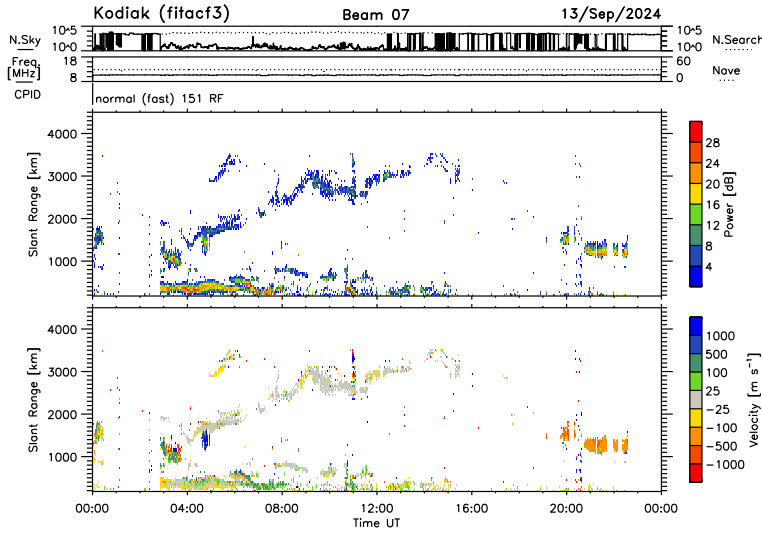 Kodiak (fitacf3) Beam 07 13/Sep/2024
N.Sky 10^5 10^0 10^5 10^0 N.Search
Freq. [MHz] 18 8 60 0 Nave
CPID normal (fast) 151 RF
Slant Range [km] 4000 3000 2000 1000
Power [dB] 28 24 20 16 12 8 4
Slant Range [km] 4000 3000 2000 1000
Velocity [m s⁻¹] 1000 500 100 25 -25 -100 -500 -1000
00:00 04:00 08:00 12:00 16:00 20:00 00:00
Time UT